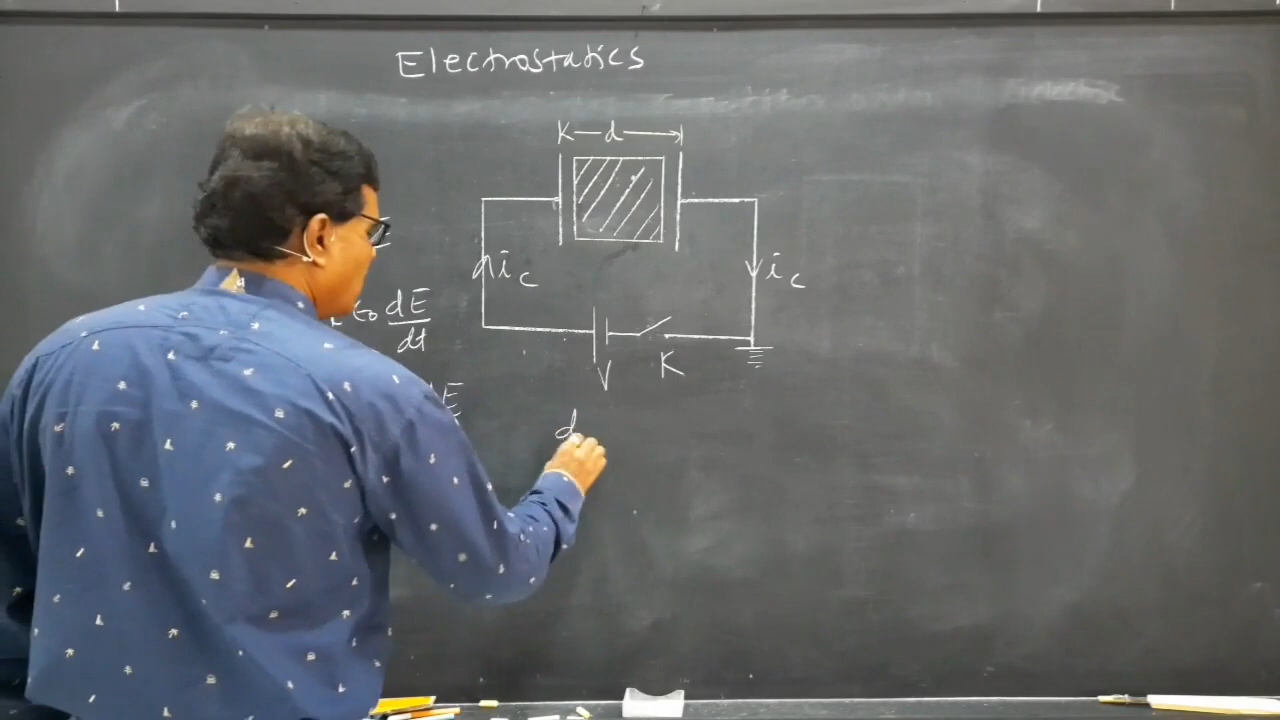 Electrostatics
K—d—→|
i_c
i_c
ε₀ dE/dt
K
V
E
d